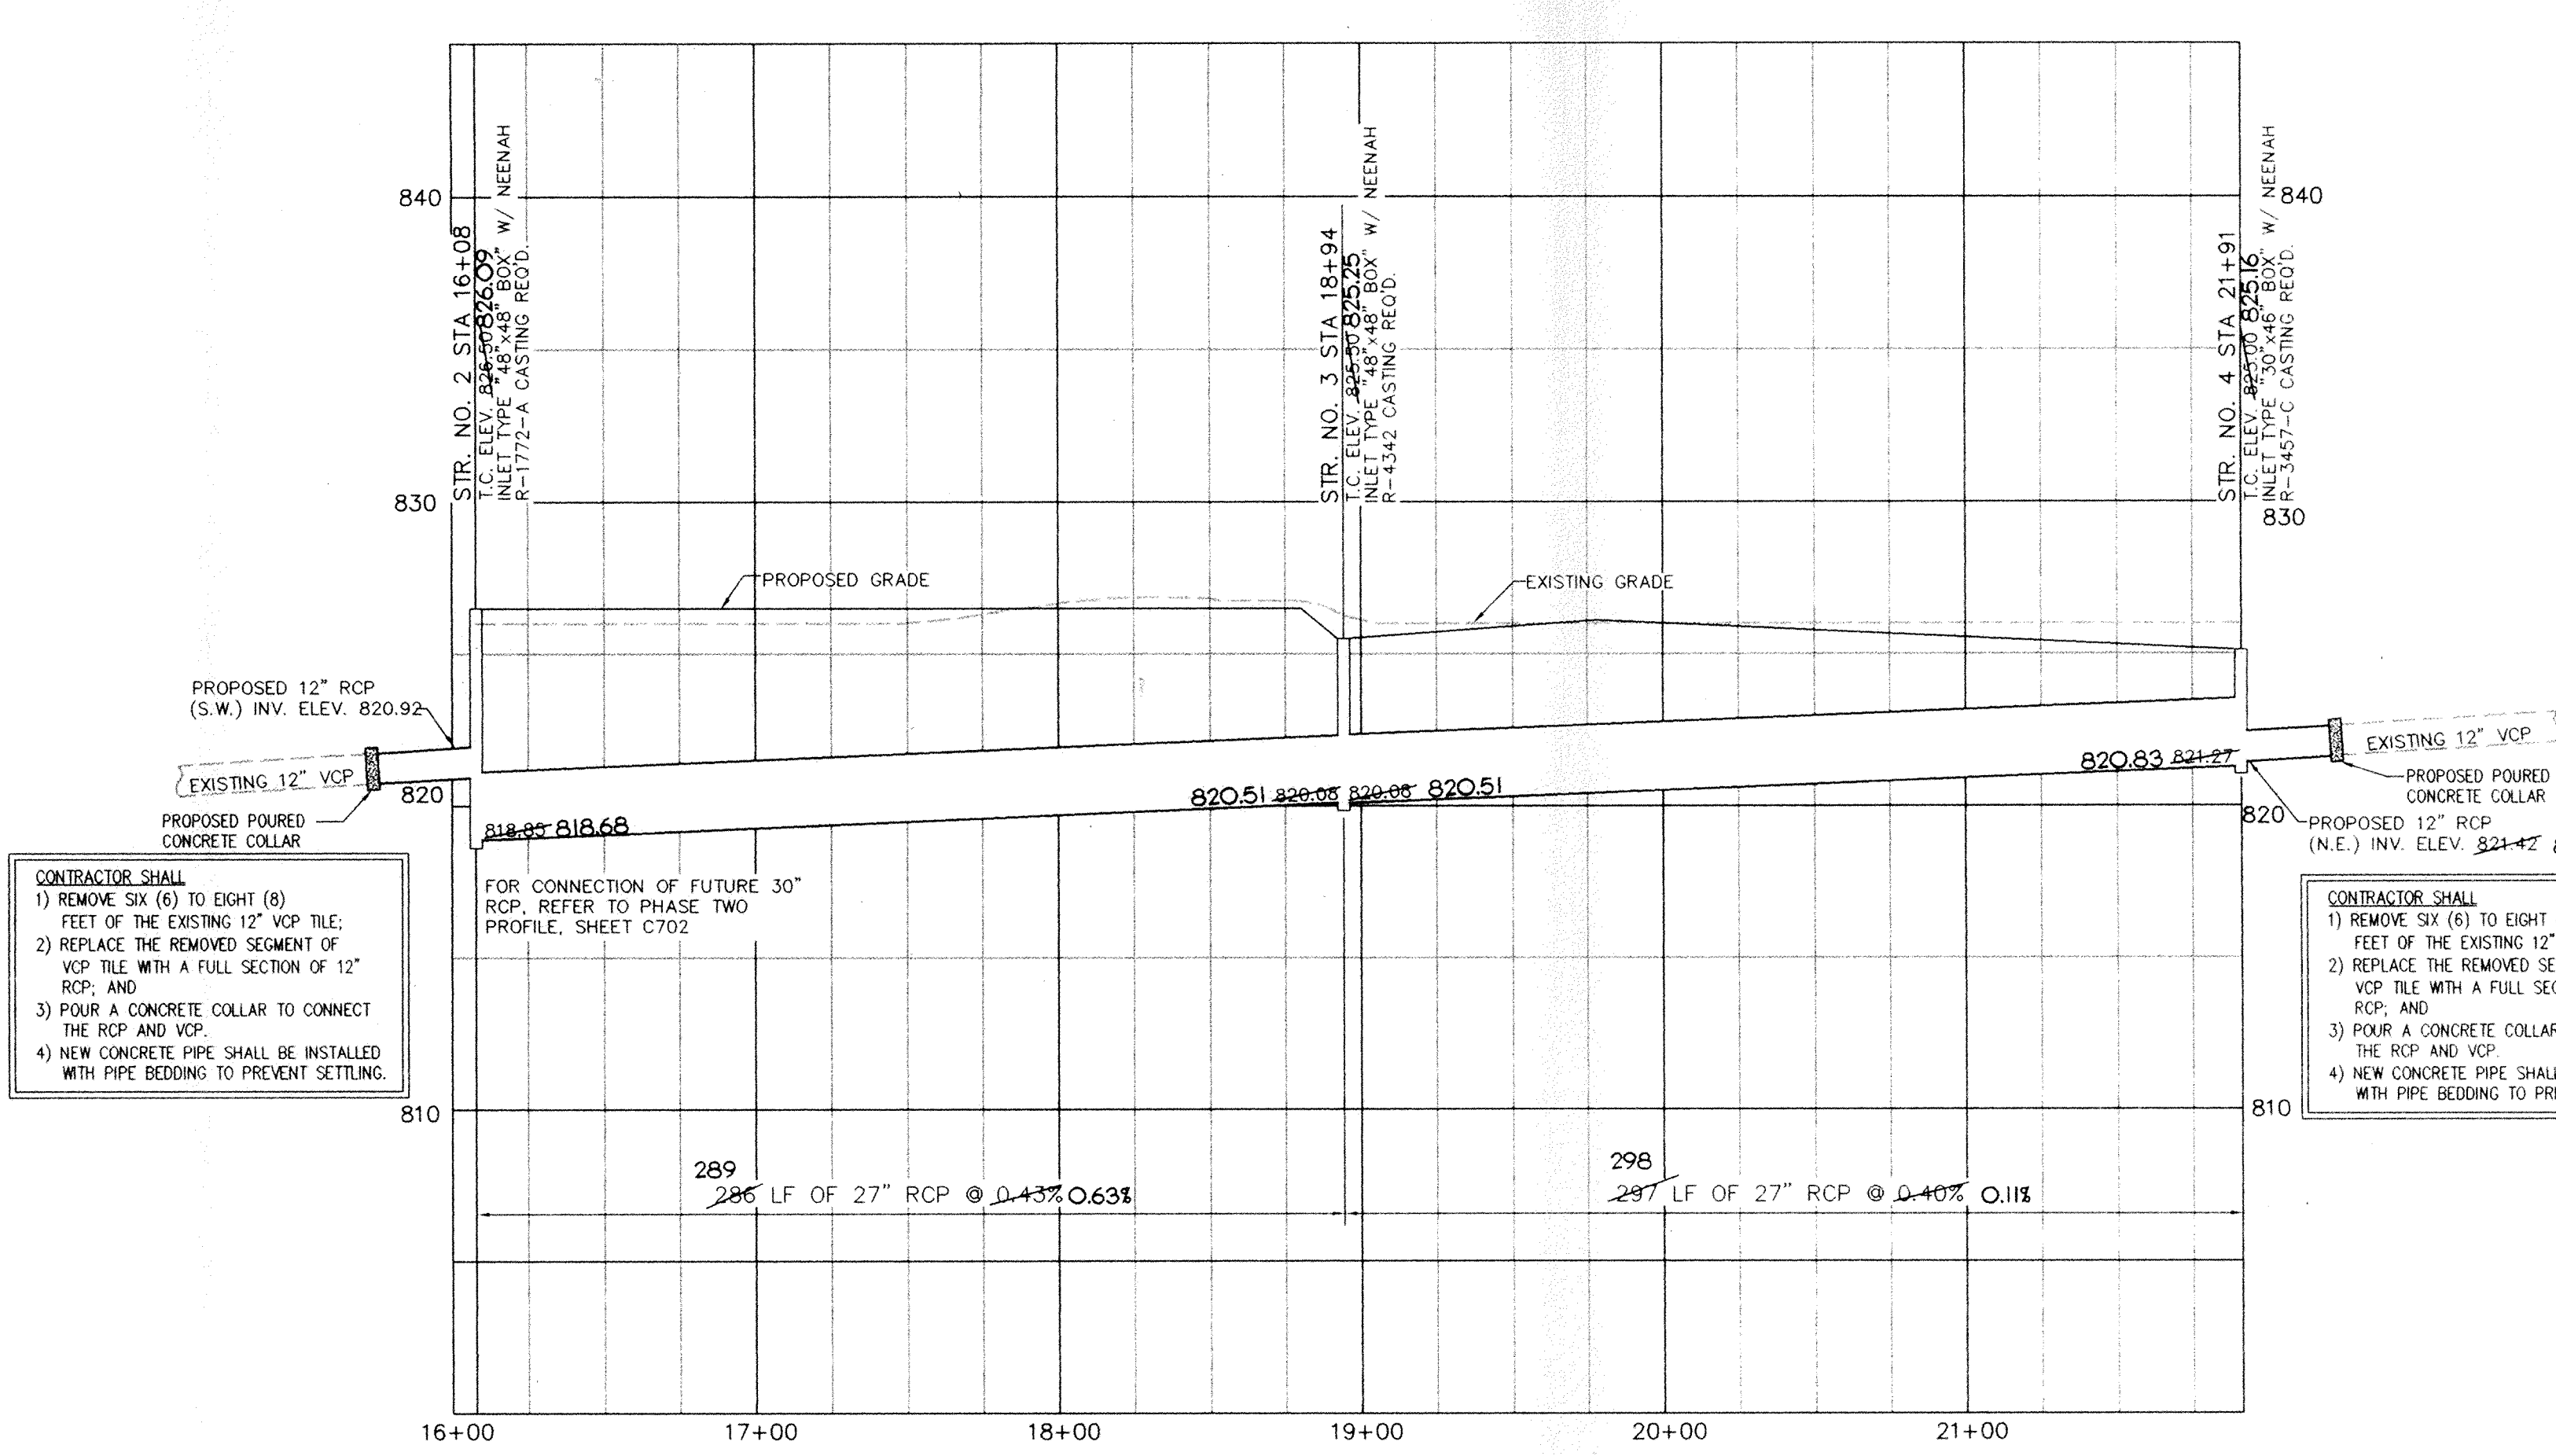 840
840
STR. NO. 2 STA 16+08
T.C. ELEV. 826.50 826.09
INLET TYPE "48"x48" BOX" W/ NEENAH
R-1772-A CASTING REQ'D.
STR. NO. 3 STA 18+94
T.C. ELEV. 825.50 825.25
INLET TYPE "48"x48" BOX" W/ NEENAH
R-4342 CASTING REQ'D.
STR. NO. 4 STA 21+91
T.C. ELEV. 825.00 825.16
INLET TYPE "30"x46" BOX" W/ NEENAH
R-3457-C CASTING REQ'D.
830
830
PROPOSED GRADE
EXISTING GRADE
PROPOSED 12" RCP
(S.W.) INV. ELEV. 820.92
EXISTING 12" VCP
820
PROPOSED POURED
CONCRETE COLLAR
818.85 818.68
820.51 820.08 820.08 820.51
820.83 821.27
EXISTING 12" VCP
PROPOSED POURED
CONCRETE COLLAR
820
PROPOSED 12" RCP
(N.E.) INV. ELEV. 821.42
CONTRACTOR SHALL
1) REMOVE SIX (6) TO EIGHT (8)
FEET OF THE EXISTING 12" VCP TILE;
2) REPLACE THE REMOVED SEGMENT OF
VCP TILE WITH A FULL SECTION OF 12"
RCP; AND
3) POUR A CONCRETE COLLAR TO CONNECT
THE RCP AND VCP.
4) NEW CONCRETE PIPE SHALL BE INSTALLED
WITH PIPE BEDDING TO PREVENT SETTLING.
FOR CONNECTION OF FUTURE 30"
RCP, REFER TO PHASE TWO
PROFILE, SHEET C702
CONTRACTOR SHALL
1) REMOVE SIX (6) TO EIGHT
FEET OF THE EXISTING 12"
2) REPLACE THE REMOVED SE
VCP TILE WITH A FULL SEC
RCP; AND
3) POUR A CONCRETE COLLAR
THE RCP AND VCP.
4) NEW CONCRETE PIPE SHALL
WITH PIPE BEDDING TO PR
810
810
289
286 LF OF 27" RCP @ 0.43% 0.63%
298
297 LF OF 27" RCP @ 0.40% 0.11%
16+00
17+00
18+00
19+00
20+00
21+00